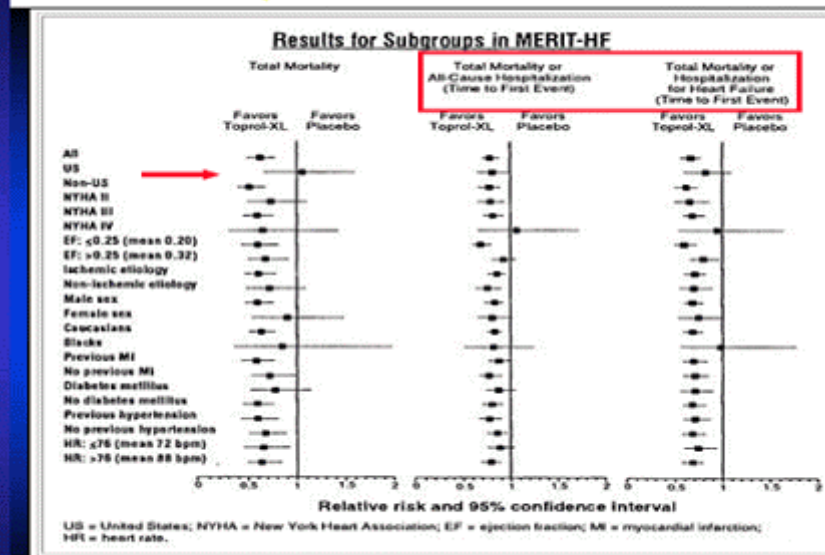 Results for Subgroups in MERIT-HF
Total Mortality
Total Mortality or
All-Cause Hospitalization
(Time to First Event)
Total Mortality or
Hospitalization
for Heart Failure
(Time to First Event)
Favors Toprol-XL
Favors Placebo
Favors Toprol-XL
Favors Placebo
Favors Toprol-XL
Favors Placebo
All
US
Non-US
NYHA II
NYHA III
NYHA IV
EF: ≤0.25 (mean 0.20)
EF: >0.25 (mean 0.32)
Ischemic etiology
Non-ischemic etiology
Male sex
Female sex
Caucasians
Blacks
Previous MI
No previous MI
Diabetes mellitus
No diabetes mellitus
Previous hypertension
No previous hypertension
HR: ≤76 (mean 72 bpm)
HR: >76 (mean 88 bpm)
0 0.5 1 2 0 0.5 1 2 0 0.5 1 2
Relative risk and 95% confidence interval
US = United States; NYHA = New York Heart Association; EF = ejection fraction; MI = myocardial infarction;
HR = heart rate.